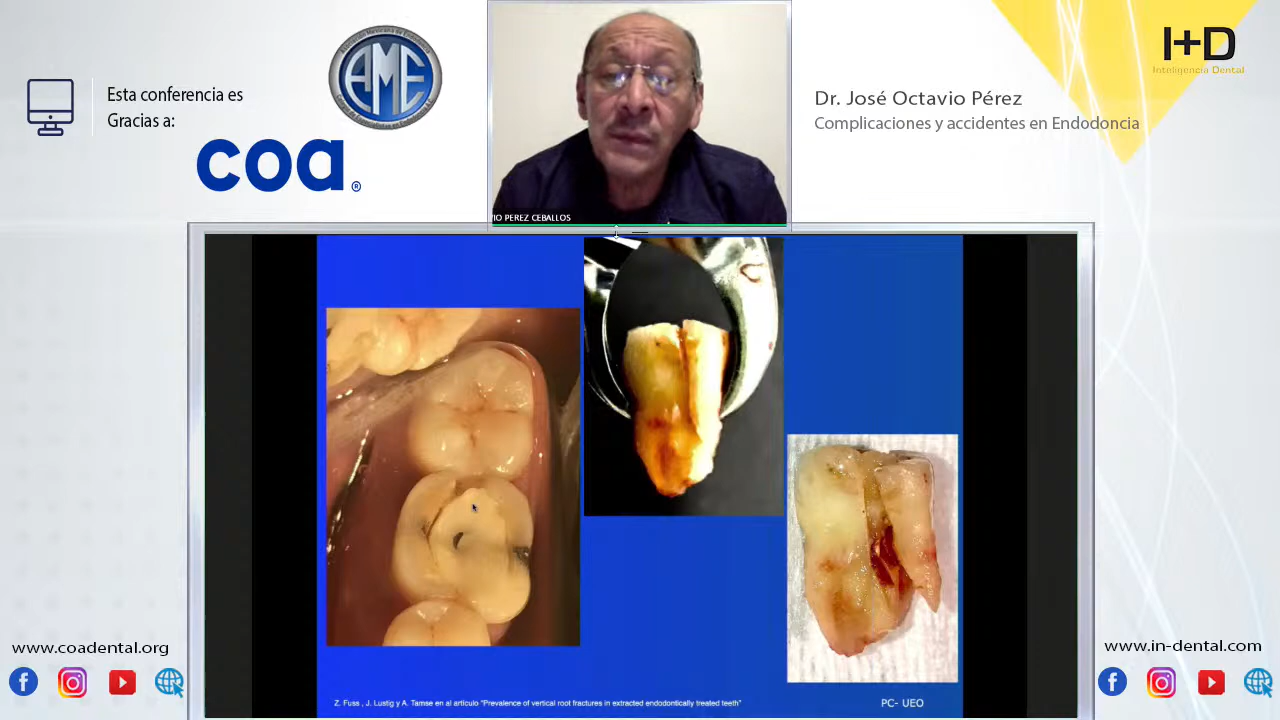 Esta conferencia es
Gracias a:
coa®
AME
IO PEREZ CEBALLOS
I+D
Inteligencia Dental
Dr. José Octavio Pérez
Complicaciones y accidentes en Endodoncia
Z. Fuss , J. Lustig y A. Tamse en al artículo "Prevalence of vertical root fractures in extracted endodontically treated teeth"
PC- UEO
www.coadental.org
www.in-dental.com